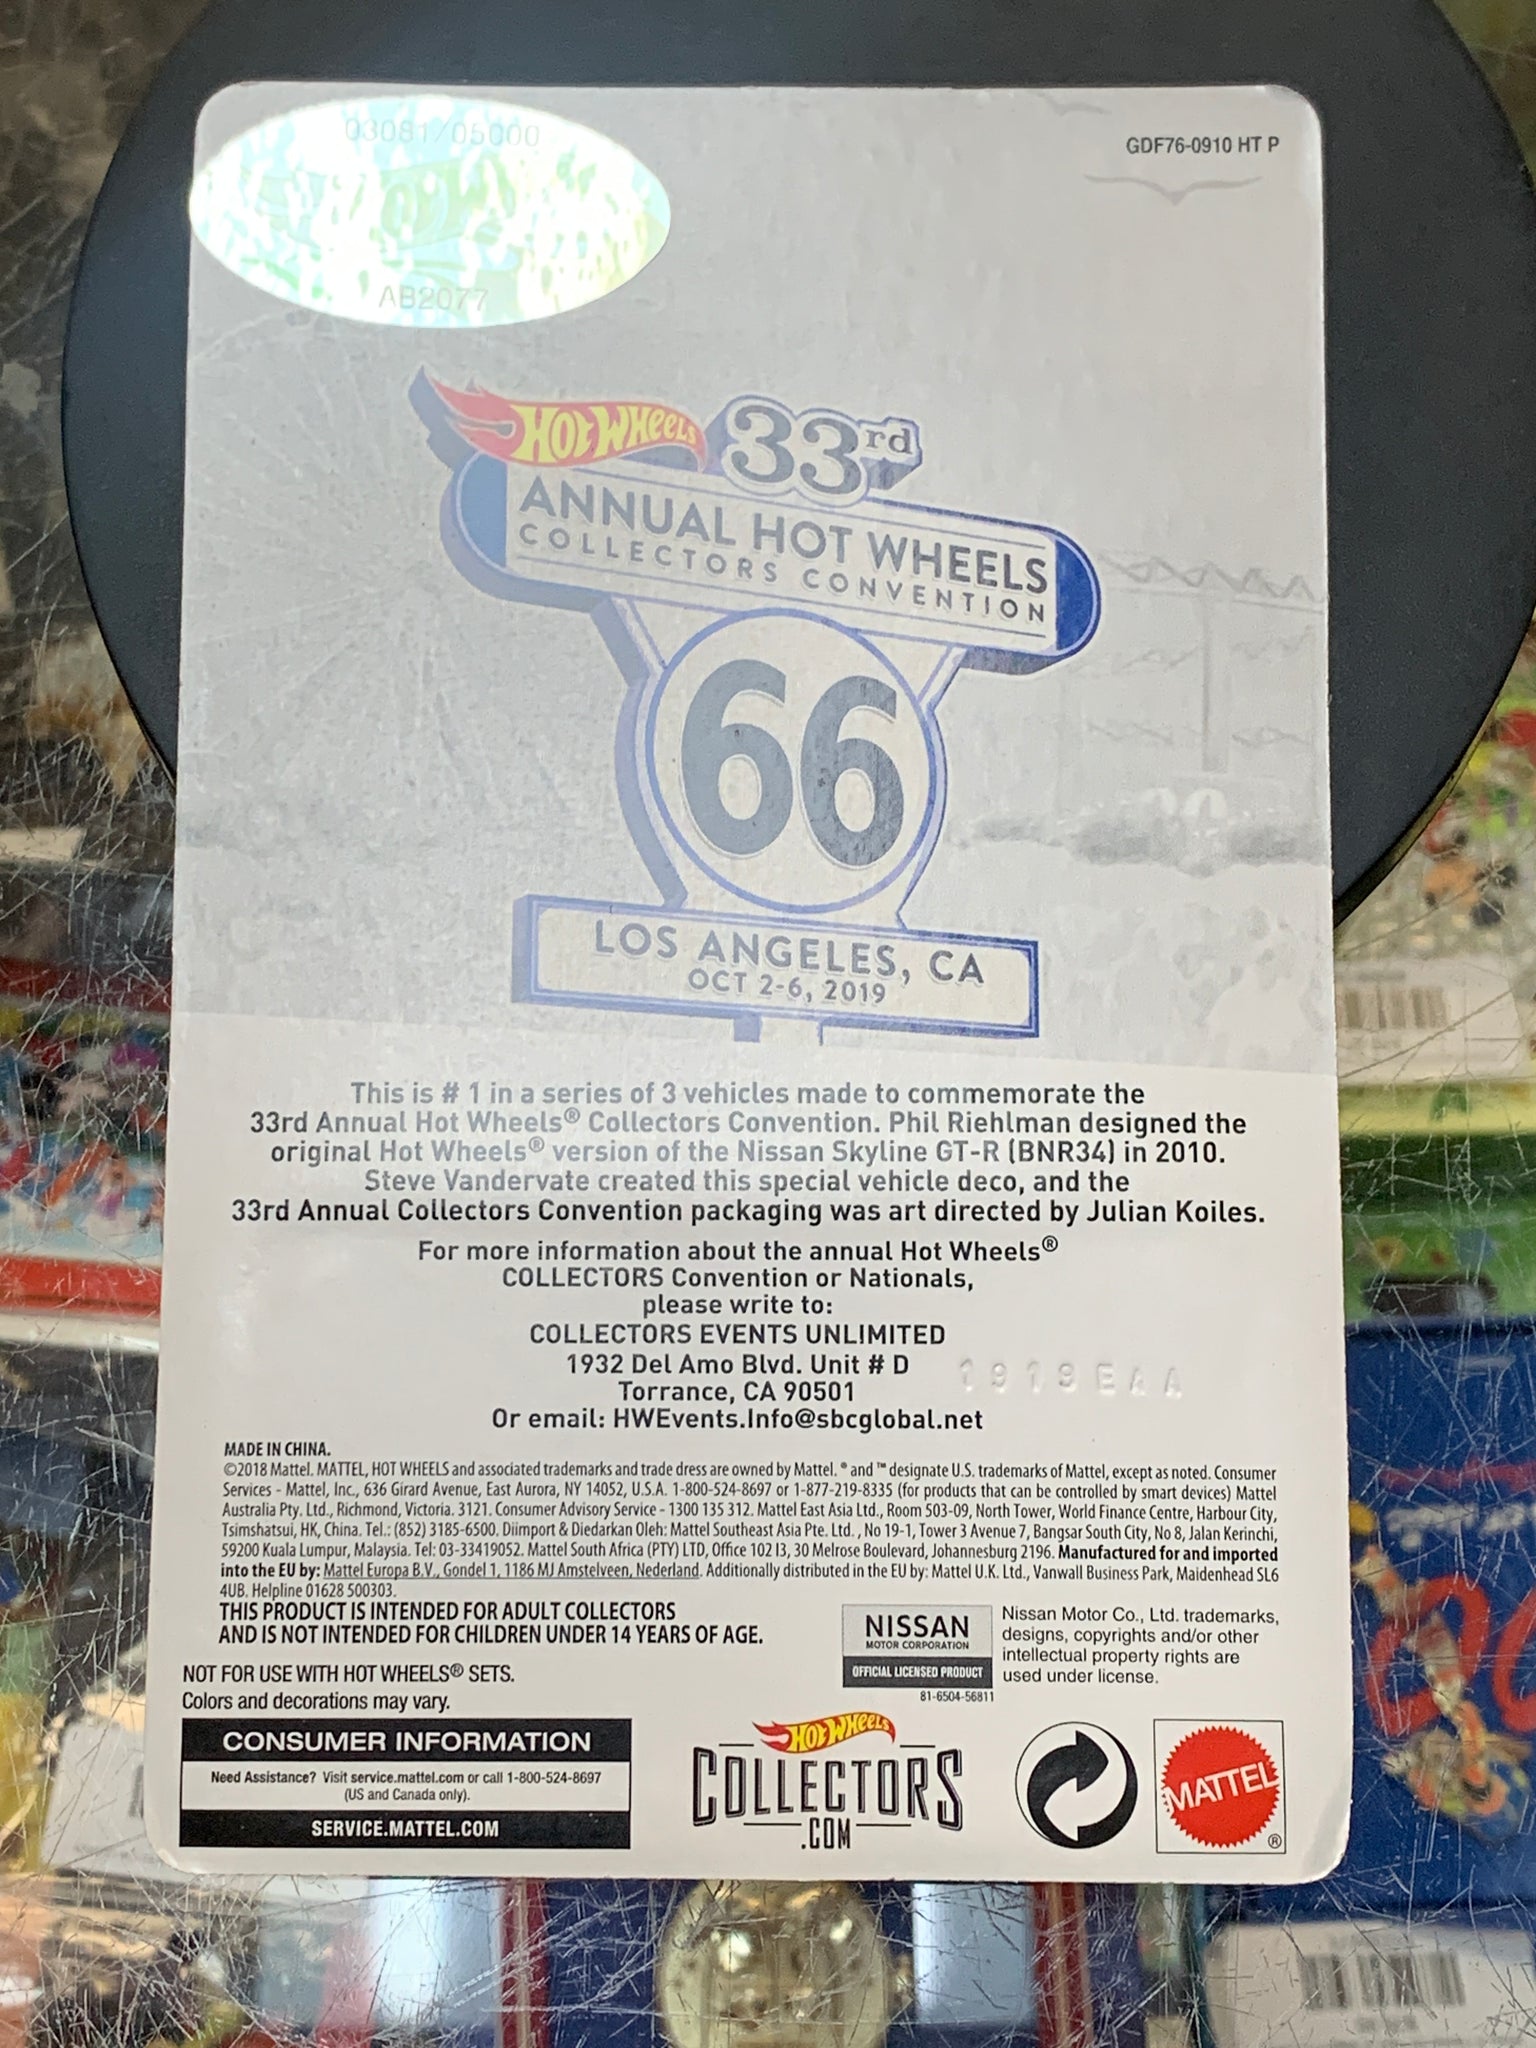 03081/05000
GDF76-0910 HT P
AB2077
HOT WHEELS 33rd
ANNUAL HOT WHEELS
COLLECTORS CONVENTION
66
LOS ANGELES, CA
OCT 2-6, 2019
This is # 1 in a series of 3 vehicles made to commemorate the
33rd Annual Hot Wheels® Collectors Convention. Phil Riehlman designed the
original Hot Wheels® version of the Nissan Skyline GT-R (BNR34) in 2010.
Steve Vandervate created this special vehicle deco, and the
33rd Annual Collectors Convention packaging was art directed by Julian Koiles.
For more information about the annual Hot Wheels®
COLLECTORS Convention or Nationals,
please write to:
COLLECTORS EVENTS UNLIMITED
1932 Del Amo Blvd. Unit # D
Torrance, CA 90501
Or email: HWEvents.Info@sbcglobal.net
MADE IN CHINA.
©2018 Mattel. MATTEL, HOT WHEELS and associated trademarks and trade dress are owned by Mattel. ® and ™ designate U.S. trademarks of Mattel, except as noted. Consumer
Services - Mattel, Inc., 636 Girard Avenue, East Aurora, NY 14052, U.S.A. 1-800-524-8697 or 1-877-219-8335 (for products that can be controlled by smart devices) Mattel
Australia Pty. Ltd., Richmond, Victoria. 3121. Consumer Advisory Service - 1300 135 312. Mattel East Asia Ltd., Room 503-09, North Tower, World Finance Centre, Harbour City,
Tsimshatsui, HK, China. Tel.: (852) 3185-6500. Diimport & Diedarkan Oleh: Mattel Southeast Asia Pte. Ltd. , No 19-1, Tower 3 Avenue 7, Bangsar South City, No 8, Jalan Kerinchi,
59200 Kuala Lumpur, Malaysia. Tel: 03-33419052. Mattel South Africa (PTY) LTD, Office 102 I3, 30 Melrose Boulevard, Johannesburg 2196. Manufactured for and imported
into the EU by: Mattel Europa B.V., Gondel 1, 1186 MJ Amstelveen, Nederland. Additionally distributed in the EU by: Mattel U.K. Ltd., Vanwall Business Park, Maidenhead SL6
4UB. Helpline 01628 500303.
THIS PRODUCT IS INTENDED FOR ADULT COLLECTORS
AND IS NOT INTENDED FOR CHILDREN UNDER 14 YEARS OF AGE.
NOT FOR USE WITH HOT WHEELS® SETS.
Colors and decorations may vary.
NISSAN
MOTOR CORPORATION
OFFICIAL LICENSED PRODUCT
81-6504-56811
Nissan Motor Co., Ltd. trademarks,
designs, copyrights and/or other
intellectual property rights are
used under license.
CONSUMER INFORMATION
Need Assistance? Visit service.mattel.com or call 1-800-524-8697
(US and Canada only).
SERVICE.MATTEL.COM
HOT WHEELS
COLLECTORS
.COM
MATTEL
®